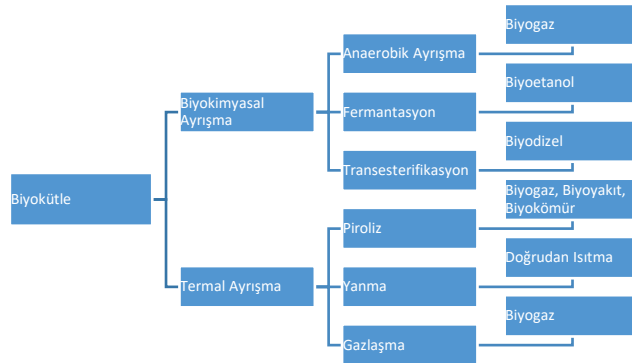 Biyogaz
Anaerobik Ayrışma
Biyokimyasal
Ayrışma
Biyoetanol
Fermantasyon
Biyodizel
Transesterifikasyon
Biyokütle
Biyogaz, Biyoyakıt,
Biyokömür
Piroliz
Termal Ayrışma
Doğrudan Isıtma
Yanma
Biyogaz
Gazlaşma